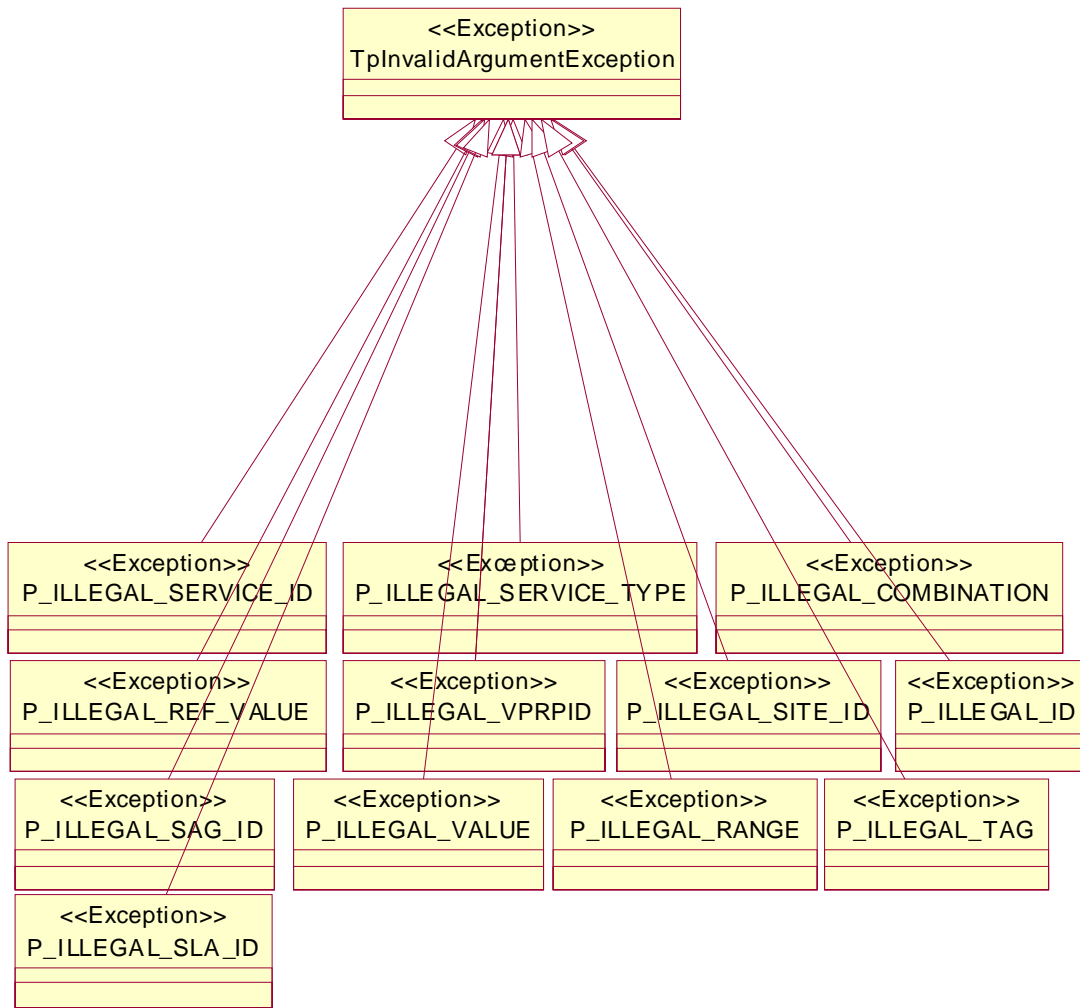 <<Exception>>
TpInvalidArgumentException
<<Exception>>
P_ILLEGAL_SERVICE_ID
<<Exception>>
P_ILLEGAL_SERVICE_TYPE
<<Exception>>
P_ILLEGAL_COMBINATION
<<Exception>>
P_ILLEGAL_REF_VALUE
<<Exception>>
P_ILLEGAL_VPRPID
<<Exception>>
P_ILLEGAL_SITE_ID
<<Exception>>
P_ILLEGAL_ID
<<Exception>>
P_ILLEGAL_SAG_ID
<<Exception>>
P_ILLEGAL_VALUE
<<Exception>>
P_ILLEGAL_RANGE
<<Exception>>
P_ILLEGAL_TAG
<<Exception>>
P_ILLEGAL_SLA_ID